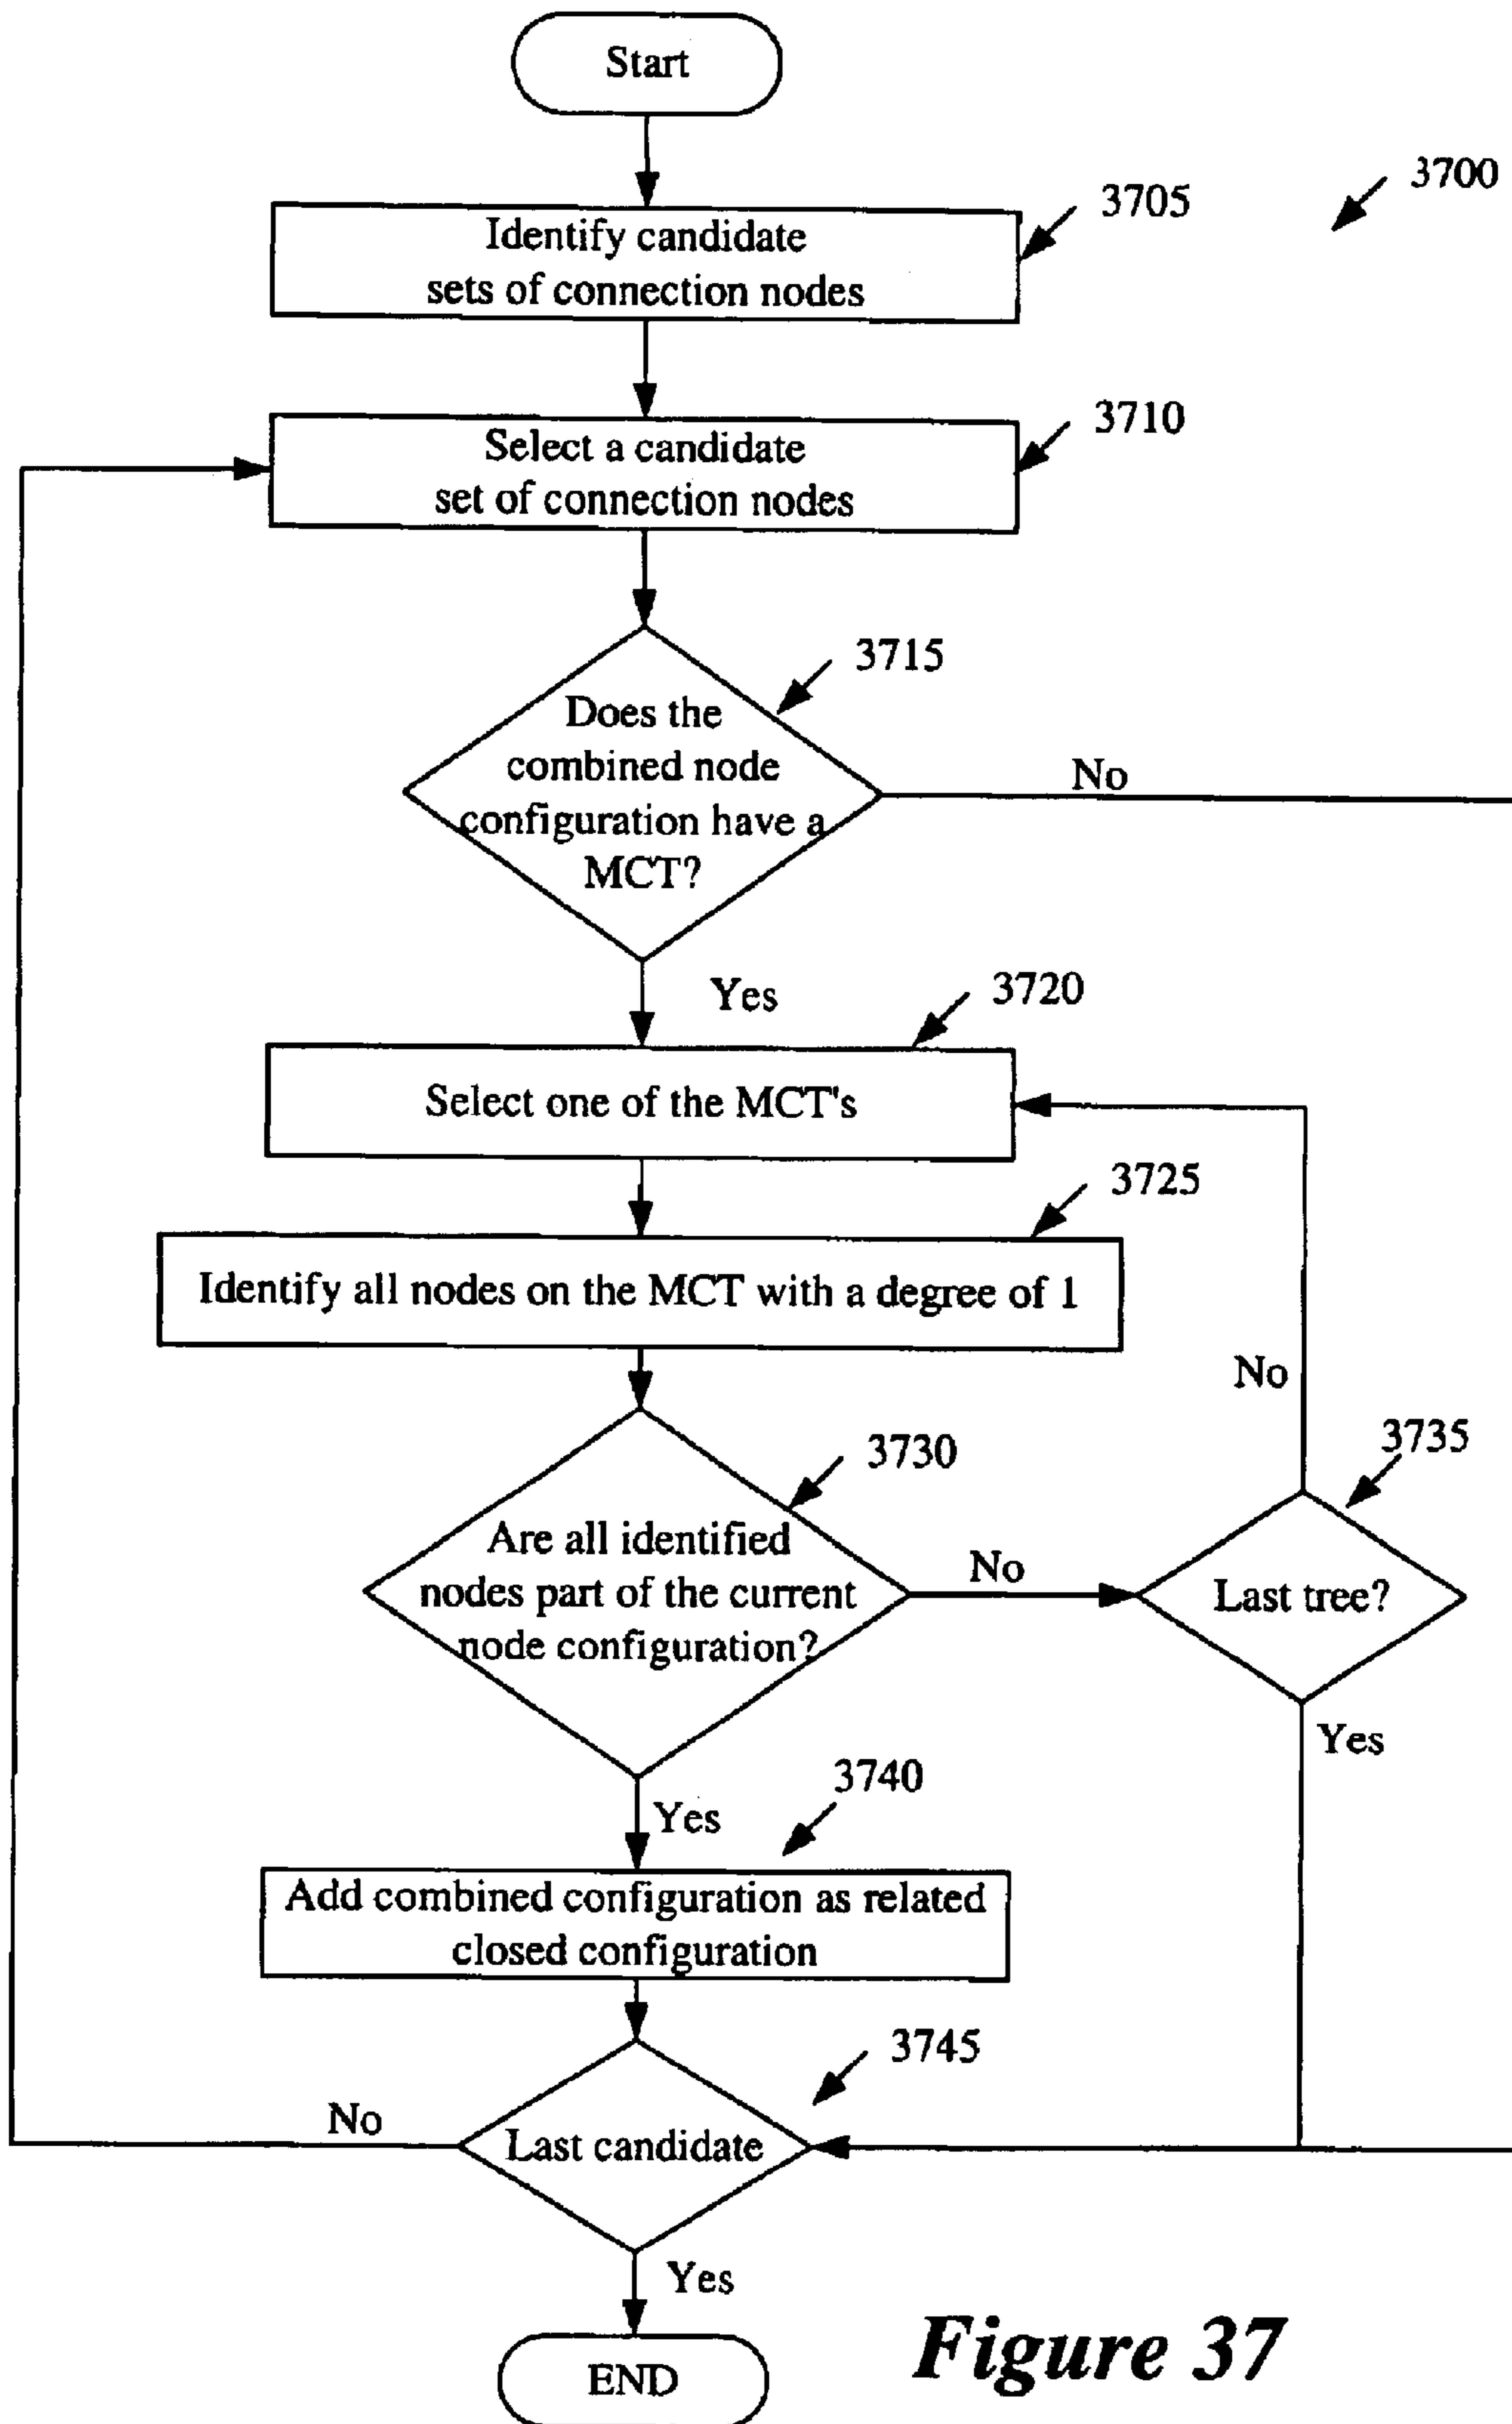 Start
3700
3705
Identify candidate
sets of connection nodes
3710
Select a candidate
set of connection nodes
3715
Does the
combined node
configuration have a
MCT?
No
Yes
3720
Select one of the MCT's
3725
Identify all nodes on the MCT with a degree of 1
No
3730
3735
Are all identified
nodes part of the current
node configuration?
No
Last tree?
Yes
Yes
3740
Add combined configuration as related
closed configuration
3745
No
Last candidate
Yes
END
Figure 37